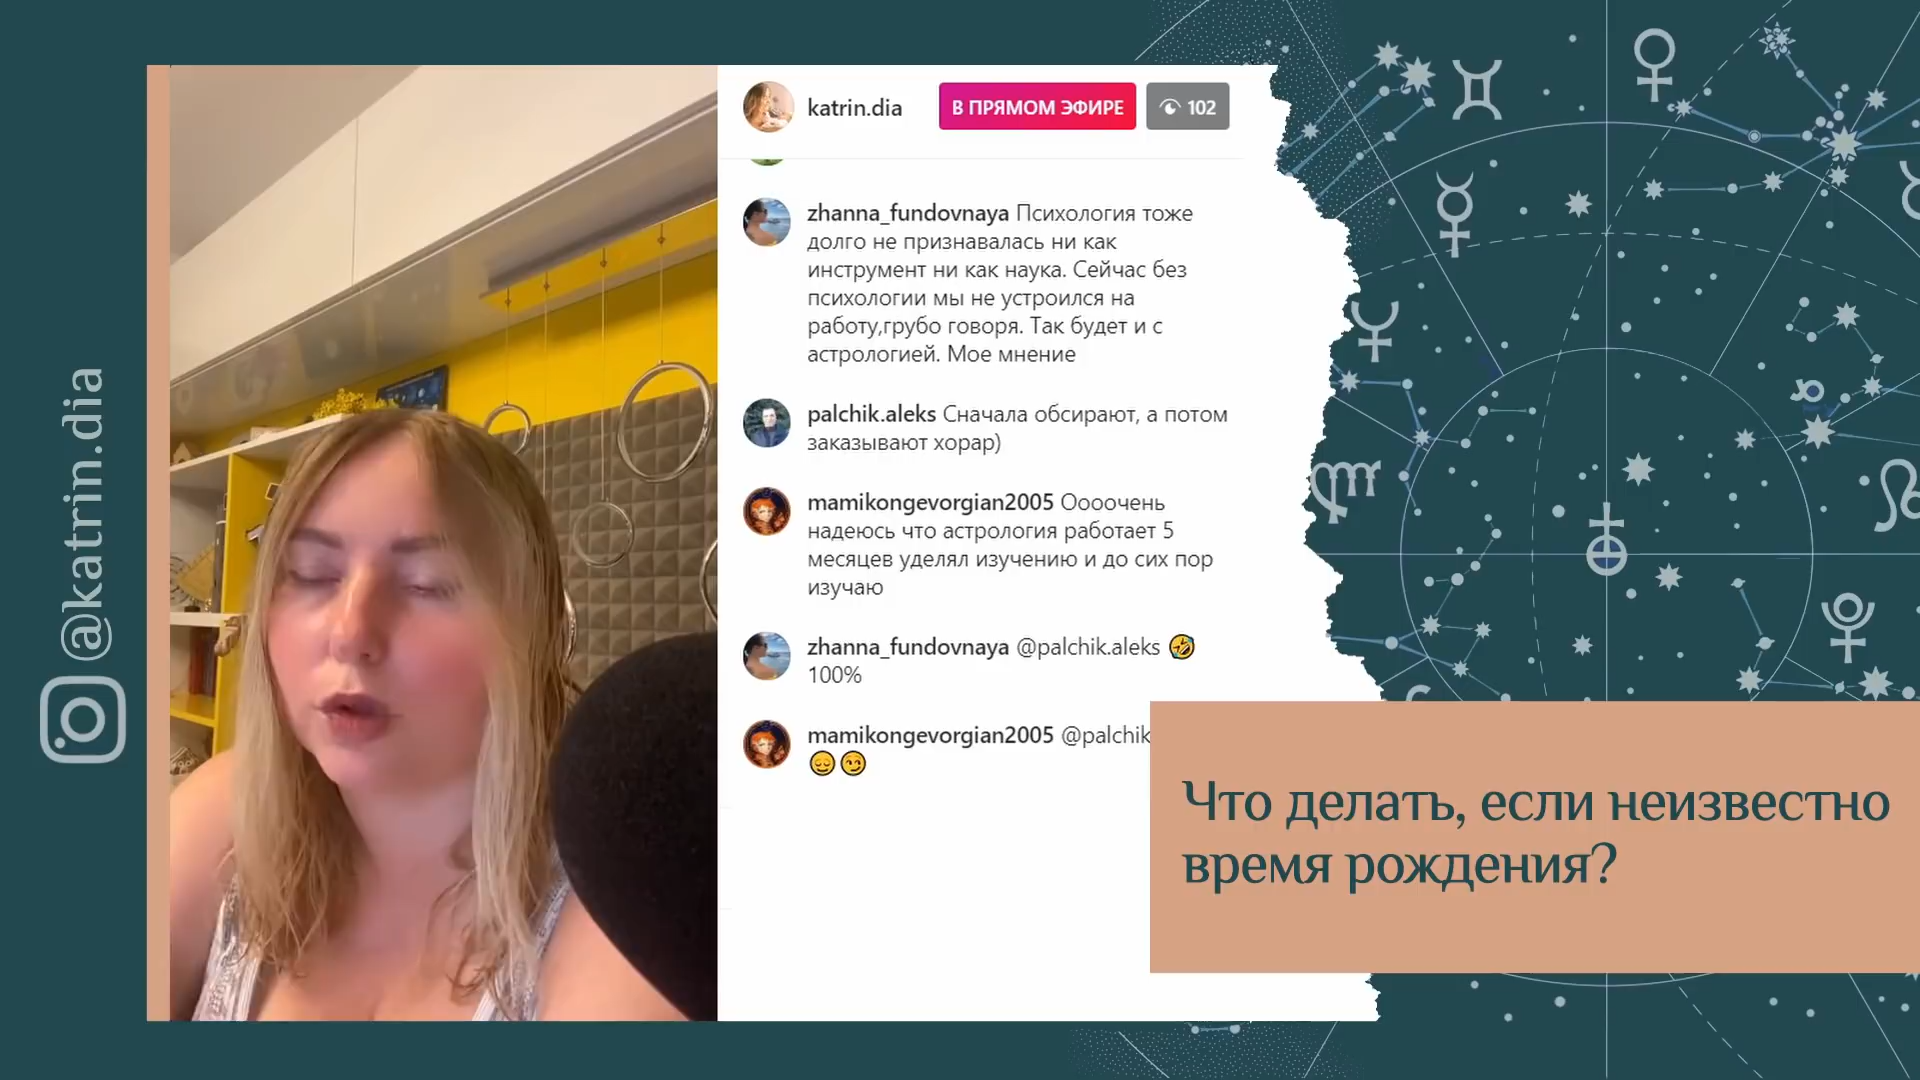 @katrin.dia
katrin.dia
В ПРЯМОМ ЭФИРЕ
102
zhanna_fundovnaya Психология тоже
долго не признавалась ни как
инструмент ни как наука. Сейчас без
психологии мы не устроился на
работу,грубо говоря. Так будет и с
астрологией. Мое мнение
palchik.aleks Сначала обсирают, а потом
заказывают хорар)
mamikongevorgian2005 Оооочень
надеюсь что астрология работает 5
месяцев уделял изучению и до сих пор
изучаю
zhanna_fundovnaya @palchik.aleks 🤣
100%
mamikongevorgian2005 @palchik
😌😏
Что делать, если неизвестно
время рождения?